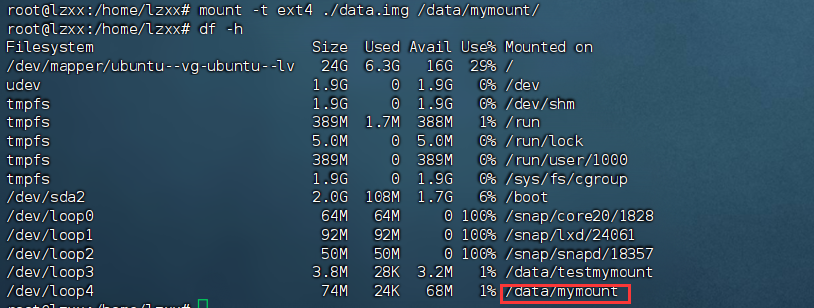 root@lzxx:/home/lzxx# mount -t ext4 ./data.img /data/mymount/
root@lzxx:/home/lzxx# df -h
Filesystem Size Used Avail Use% Mounted on
/dev/mapper/ubuntu--vg-ubuntu--lv 24G 6.3G 16G 29% /
udev 1.9G 0 1.9G 0% /dev
tmpfs 1.9G 0 1.9G 0% /dev/shm
tmpfs 389M 1.7M 388M 1% /run
tmpfs 5.0M 0 5.0M 0% /run/lock
tmpfs 389M 0 389M 0% /run/user/1000
tmpfs 1.9G 0 1.9G 0% /sys/fs/cgroup
/dev/sda2 2.0G 108M 1.7G 6% /boot
/dev/loop0 64M 64M 0 100% /snap/core20/1828
/dev/loop1 92M 92M 0 100% /snap/lxd/24061
/dev/loop2 50M 50M 0 100% /snap/snapd/18357
/dev/loop3 3.8M 28K 3.2M 1% /data/testmymount
/dev/loop4 74M 24K 68M 1% /data/mymount
root@lzxx:/home/lzxx#